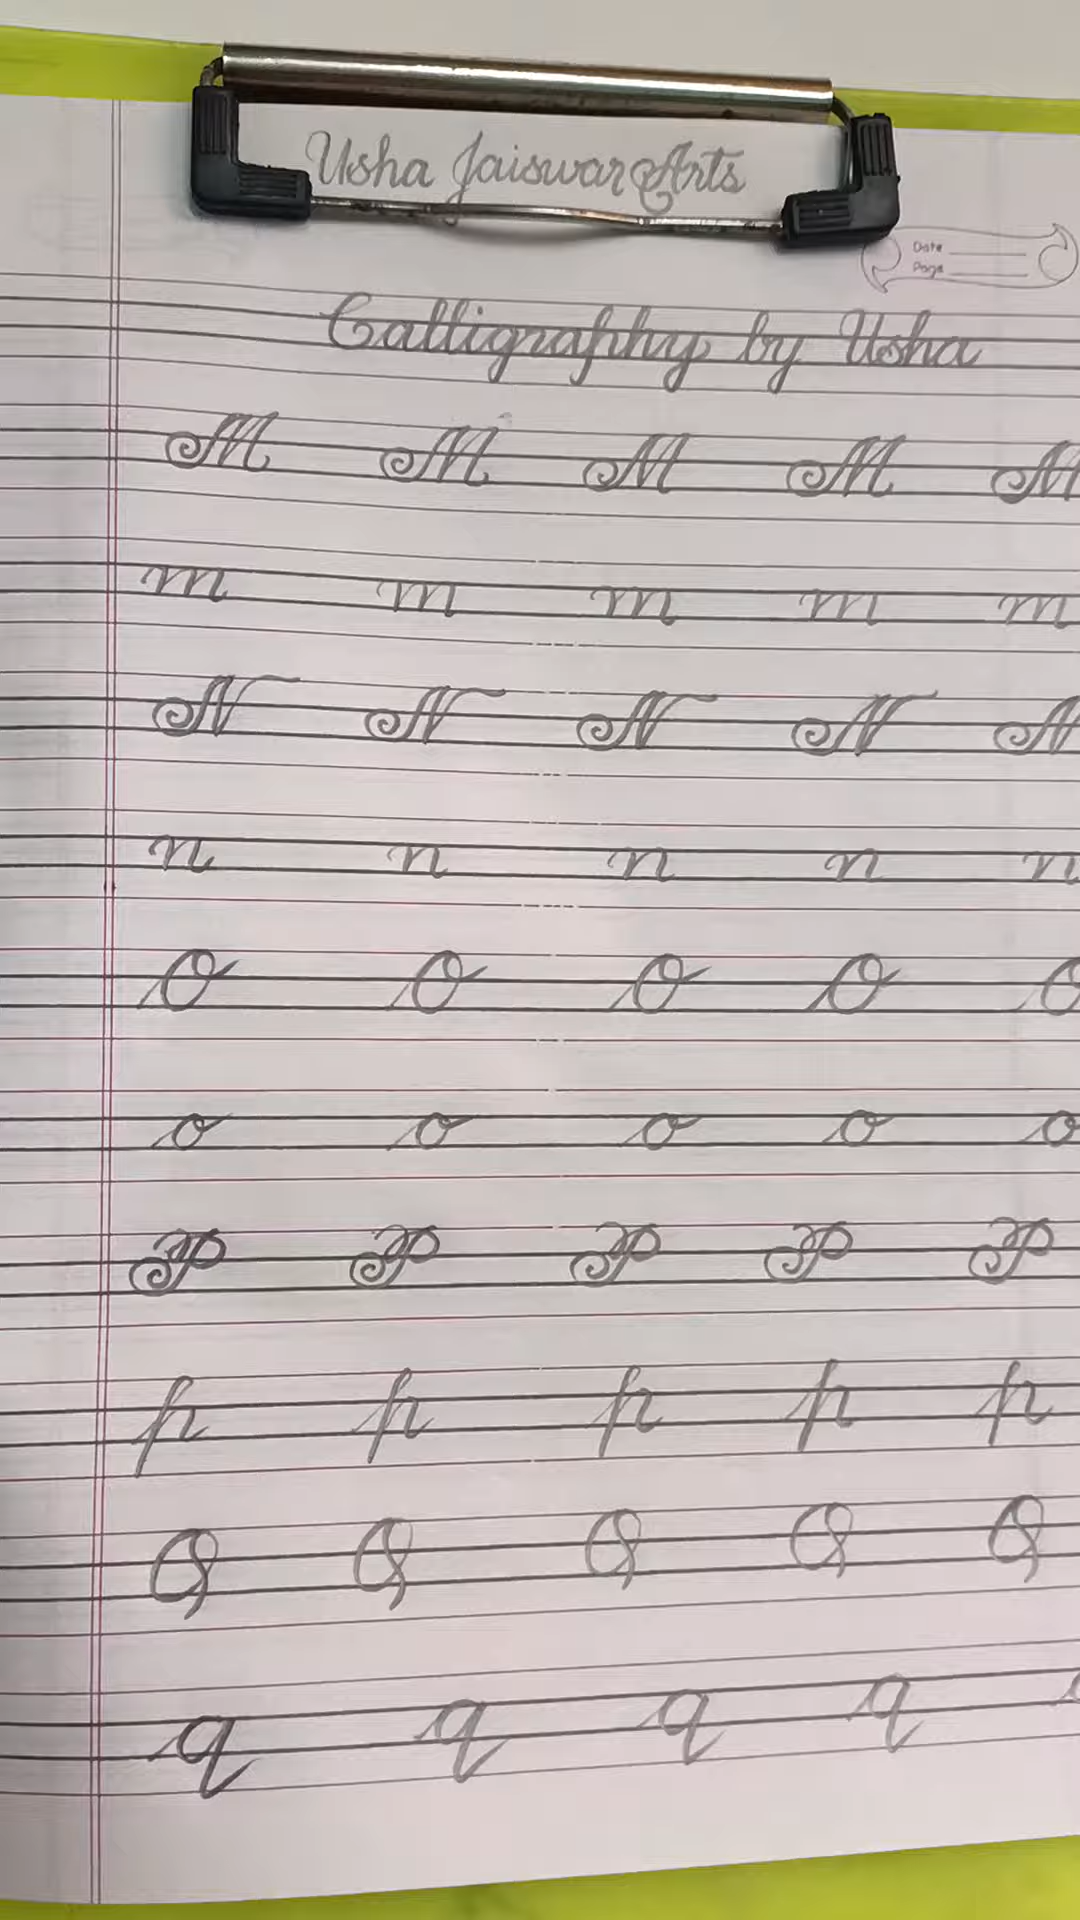 Usha Jaiswar Arts
Date
Page
Calligraphy by Usha
M M M M M
m m m m m
N N N N N
n n n n n
O O O O O
o o o o o
P P P P P
p p p p p
Q Q Q Q Q
q q q q